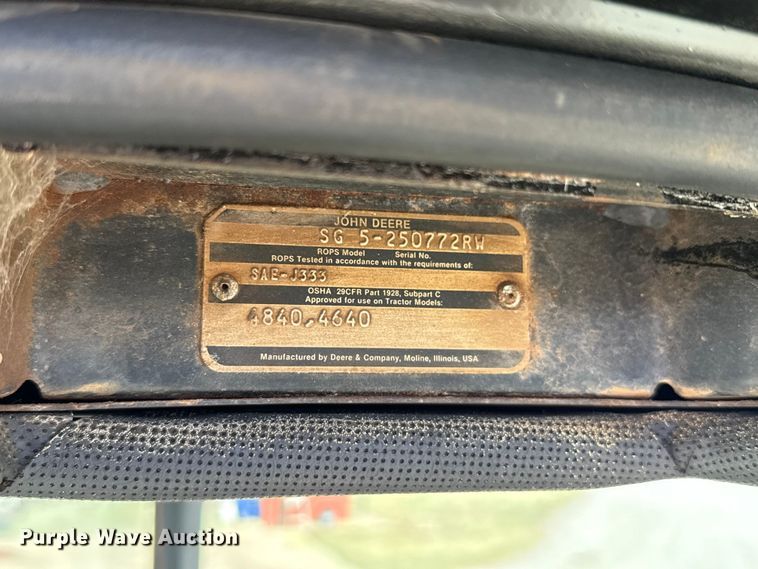 JOHN DEERE
SG 5-250772RW
ROPS Model Serial No.
ROPS Tested in accordance with the requirements of:
SAE-J333
OSHA 29CFR Part 1928, Subpart C
Approved for use on Tractor Models:
4840,4640
Manufactured by Deere & Company, Moline, Illinois, USA
Purple Wave Auction